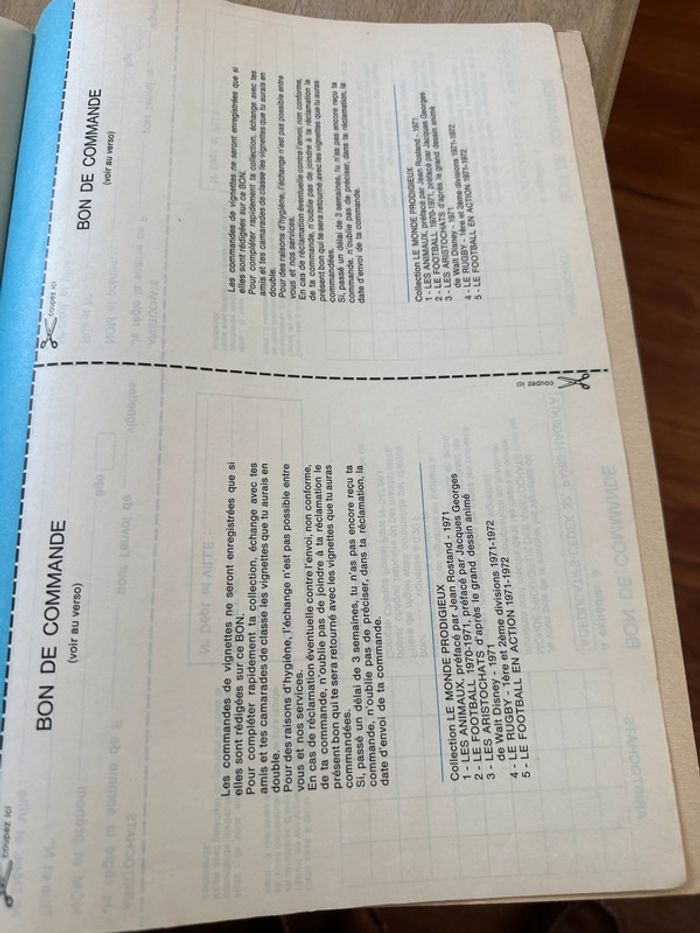 coupez ici
BON DE COMMANDE
(voir au verso)
Les commandes de vignettes ne seront enregistrées que si
elles sont rédigées sur ce BON.
Pour compléter rapidement ta collection, échange avec tes
amis et tes camarades de classe les vignettes que tu aurais en
double.
Pour des raisons d'hygiène, l'échange n'est pas possible entre
vous et nos services.
En cas de réclamation éventuelle contre l'envoi, non conforme,
de ta commande, n'oublie pas de joindre à ta réclamation le
présent bon qui te sera retourné avec les vignettes que tu auras
commandées.
Si, passé un délai de 3 semaines, tu n'as pas encore reçu ta
commande, n'oublie pas de préciser, dans ta réclamation, la
date d'envoi de ta commande.
Collection LE MONDE PRODIGIEUX
1 - LES ANIMAUX, préfacé par Jean Rostand - 1971
2 - LE FOOTBALL 1970-1971, préfacé par Jacques Georges
3 - LES ARISTOCHATS d'après le grand dessin animé
de Walt Disney - 1971
4 - LE RUGBY - 1ère et 2ème divisions 1971-1972
5 - LE FOOTBALL EN ACTION 1971-1972
coupez ici
coupez ici
BON DE COMMANDE
(voir au verso)
Les commandes de vignettes ne seront enregistrées que si
elles sont rédigées sur ce BON.
Pour compléter rapidement ta collection, échange avec tes
amis et tes camarades de classe les vignettes que tu aurais en
double.
Pour des raisons d'hygiène, l'échange n'est pas possible entre
vous et nos services.
En cas de réclamation éventuelle contre l'envoi, non conforme,
de ta commande, n'oublie pas de joindre à ta réclamation le
présent bon qui te sera retourné avec les vignettes que tu auras
commandées.
Si, passé un délai de 3 semaines, tu n'as pas encore reçu ta
commande, n'oublie pas de préciser, dans ta réclamation, la
date d'envoi de ta commande.
Collection LE MONDE PRODIGIEUX
1 - LES ANIMAUX, préfacé par Jean Rostand - 1971
2 - LE FOOTBALL 1970-1971, préfacé par Jacques Georges
3 - LES ARISTOCHATS d'après le grand dessin animé
de Walt Disney - 1971
4 - LE RUGBY - 1ère et 2ème divisions 1971-1972
5 - LE FOOTBALL EN ACTION 1971-1972